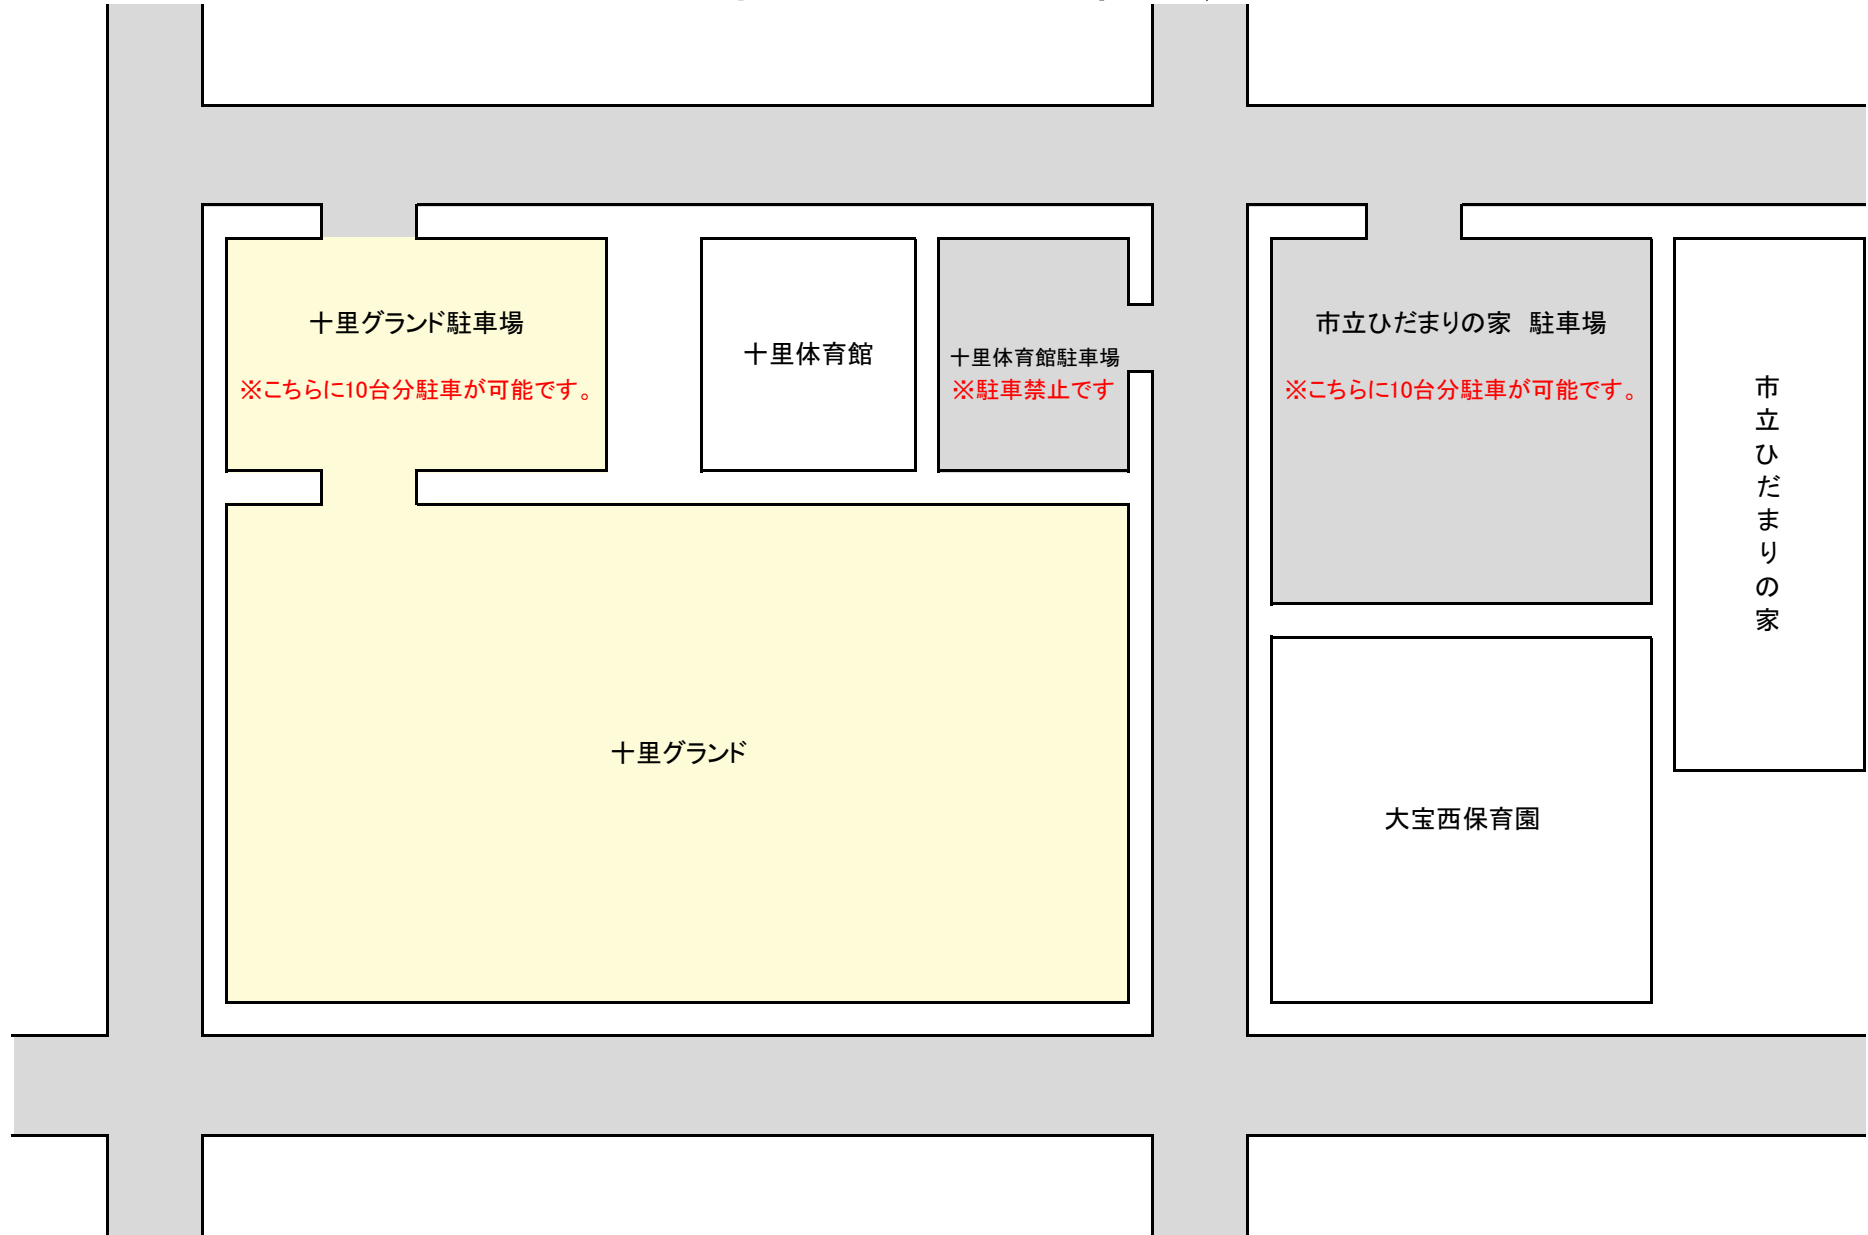 十里グランド駐車場
※こちらに10台分駐車が可能です。
十里体育館
十里体育館駐車場
※駐車禁止です
市立ひだまりの家　駐車場
※こちらに10台分駐車が可能です。
市立ひだまりの家
十里グランド
大宝西保育園